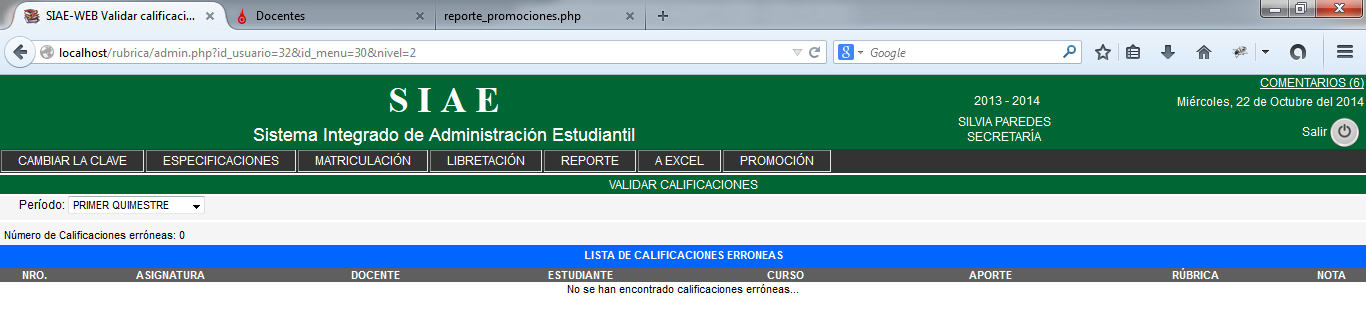 SIAE-WEB Validar calificaci...
Docentes
reporte_promociones.php
localhost/rubrica/admin.php?id_usuario=32&id_menu=30&nivel=2
Google
COMENTARIOS (6)
S I A E
2013 - 2014
Miércoles, 22 de Octubre del 2014
Sistema Integrado de Administración Estudiantil
SILVIA PAREDES
SECRETARÍA
Salir
CAMBIAR LA CLAVE ESPECIFICACIONES MATRICULACIÓN LIBRETACIÓN REPORTE A EXCEL PROMOCIÓN
VALIDAR CALIFICACIONES
Período: PRIMER QUIMESTRE
Número de Calificaciones erróneas: 0
LISTA DE CALIFICACIONES ERRONEAS
NRO. ASIGNATURA DOCENTE ESTUDIANTE CURSO APORTE RÚBRICA NOTA
No se han encontrado calificaciones erróneas...